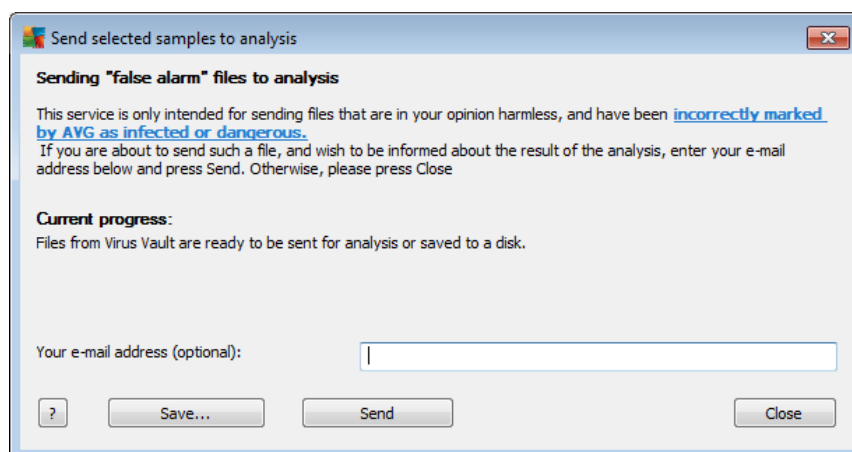 Send selected samples to analysis
Sending "false alarm" files to analysis
This service is only intended for sending files that are in your opinion harmless, and have been incorrectly marked
by AVG as infected or dangerous.
If you are about to send such a file, and wish to be informed about the result of the analysis, enter your e-mail
address below and press Send. Otherwise, please press Close
Current progress:
Files from Virus Vault are ready to be sent for analysis or saved to a disk.
Your e-mail address (optional):
? Save... Send Close